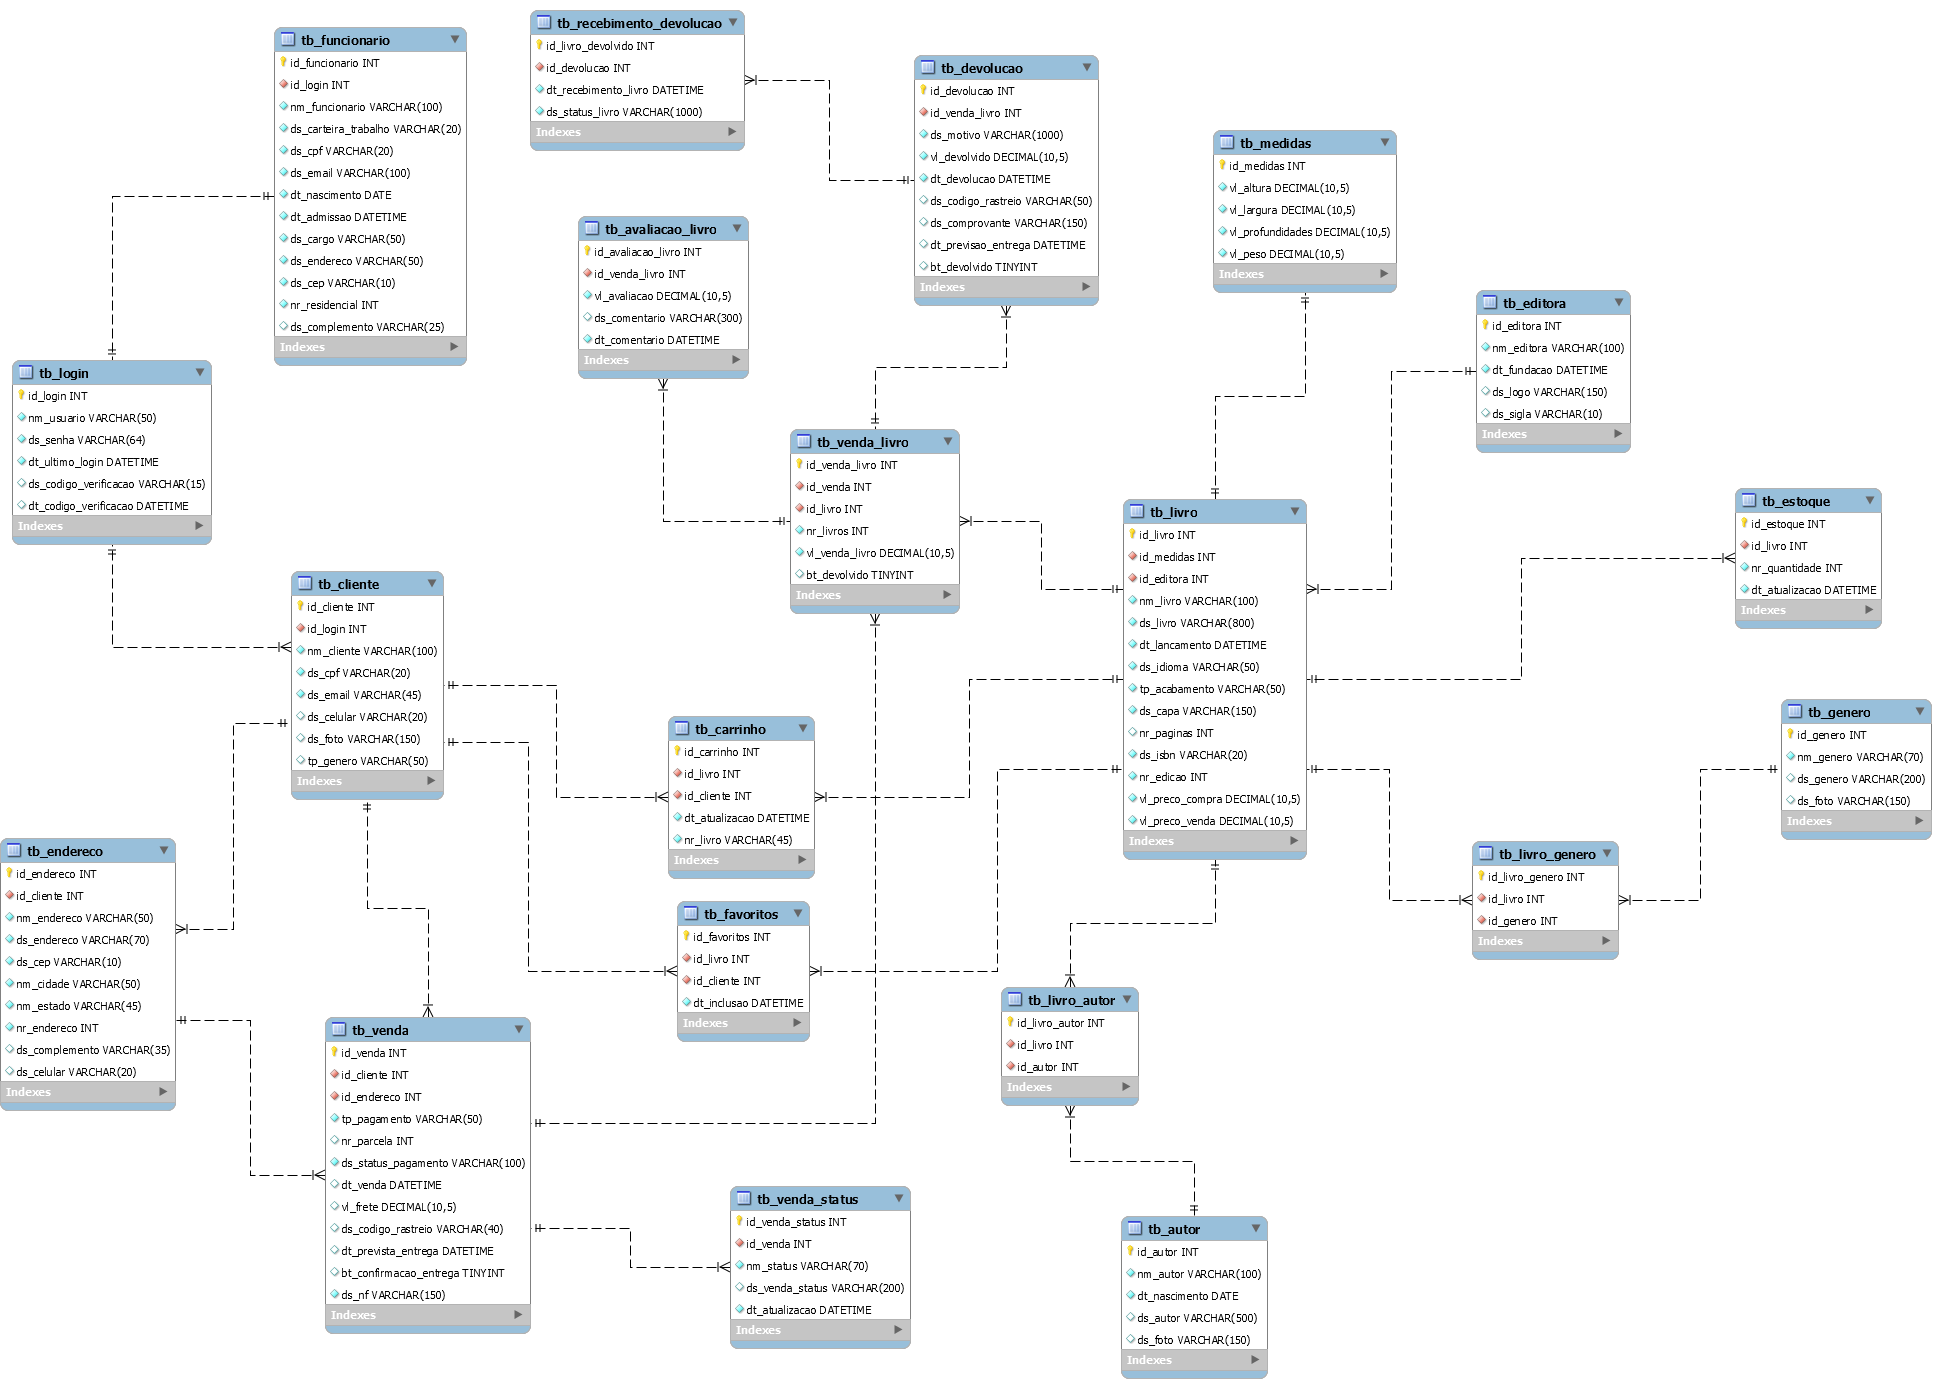 tb_funcionario
id_funcionario INT
id_login INT
nm_funcionario VARCHAR(100)
ds_carteira_trabalho VARCHAR(20)
ds_cpf VARCHAR(20)
ds_email VARCHAR(100)
dt_nascimento DATE
dt_admissao DATETIME
ds_cargo VARCHAR(50)
ds_endereco VARCHAR(50)
ds_cep VARCHAR(10)
nr_residencial INT
ds_complemento VARCHAR(25)
Indexes
tb_recebimento_devolucao
id_livro_devolvido INT
id_devolucao INT
dt_recebimento_livro DATETIME
ds_status_livro VARCHAR(1000)
Indexes
tb_devolucao
id_devolucao INT
id_venda_livro INT
ds_motivo VARCHAR(1000)
vl_devolvido DECIMAL(10,5)
dt_devolucao DATETIME
ds_codigo_rastreio VARCHAR(50)
ds_comprovante VARCHAR(150)
dt_previsao_entrega DATETIME
bt_devolvido TINYINT
Indexes
tb_medidas
id_medidas INT
vl_altura DECIMAL(10,5)
vl_largura DECIMAL(10,5)
vl_profundidades DECIMAL(10,5)
vl_peso DECIMAL(10,5)
Indexes
tb_avaliacao_livro
id_avaliacao_livro INT
id_venda_livro INT
vl_avaliacao DECIMAL(10,5)
ds_comentario VARCHAR(300)
dt_comentario DATETIME
Indexes
tb_editora
id_editora INT
nm_editora VARCHAR(100)
dt_fundacao DATETIME
ds_logo VARCHAR(150)
ds_sigla VARCHAR(10)
Indexes
tb_login
id_login INT
nm_usuario VARCHAR(50)
ds_senha VARCHAR(64)
dt_ultimo_login DATETIME
ds_codigo_verificacao VARCHAR(15)
dt_codigo_verificacao DATETIME
Indexes
tb_venda_livro
id_venda_livro INT
id_venda INT
id_livro INT
nr_livros INT
vl_venda_livro DECIMAL(10,5)
bt_devolvido TINYINT
Indexes
tb_livro
id_livro INT
id_medidas INT
id_editora INT
nm_livro VARCHAR(100)
ds_livro VARCHAR(800)
dt_lancamento DATETIME
ds_idioma VARCHAR(50)
tp_acabamento VARCHAR(50)
ds_capa VARCHAR(150)
nr_paginas INT
ds_isbn VARCHAR(20)
nr_edicao INT
vl_preco_compra DECIMAL(10,5)
vl_preco_venda DECIMAL(10,5)
Indexes
tb_estoque
id_estoque INT
id_livro INT
nr_quantidade INT
dt_atualizacao DATETIME
Indexes
tb_cliente
id_cliente INT
id_login INT
nm_cliente VARCHAR(100)
ds_cpf VARCHAR(20)
ds_email VARCHAR(45)
ds_celular VARCHAR(20)
ds_foto VARCHAR(150)
tp_genero VARCHAR(50)
Indexes
tb_carrinho
id_carrinho INT
id_livro INT
id_cliente INT
dt_atualizacao DATETIME
nr_livro VARCHAR(45)
Indexes
tb_genero
id_genero INT
nm_genero VARCHAR(70)
ds_genero VARCHAR(200)
ds_foto VARCHAR(150)
Indexes
tb_endereco
id_endereco INT
id_cliente INT
nm_endereco VARCHAR(50)
ds_endereco VARCHAR(70)
ds_cep VARCHAR(10)
nm_cidade VARCHAR(50)
nm_estado VARCHAR(45)
nr_endereco INT
ds_complemento VARCHAR(35)
ds_celular VARCHAR(20)
Indexes
tb_livro_genero
id_livro_genero INT
id_livro INT
id_genero INT
Indexes
tb_favoritos
id_favoritos INT
id_livro INT
id_cliente INT
dt_inclusao DATETIME
Indexes
tb_livro_autor
id_livro_autor INT
id_livro INT
id_autor INT
Indexes
tb_venda
id_venda INT
id_cliente INT
id_endereco INT
tp_pagamento VARCHAR(50)
nr_parcela INT
ds_status_pagamento VARCHAR(100)
dt_venda DATETIME
vl_frete DECIMAL(10,5)
ds_codigo_rastreio VARCHAR(40)
dt_prevista_entrega DATETIME
bt_confirmacao_entrega TINYINT
ds_nf VARCHAR(150)
Indexes
tb_venda_status
id_venda_status INT
id_venda INT
nm_status VARCHAR(70)
ds_venda_status VARCHAR(200)
dt_atualizacao DATETIME
Indexes
tb_autor
id_autor INT
nm_autor VARCHAR(100)
dt_nascimento DATE
ds_autor VARCHAR(500)
ds_foto VARCHAR(150)
Indexes